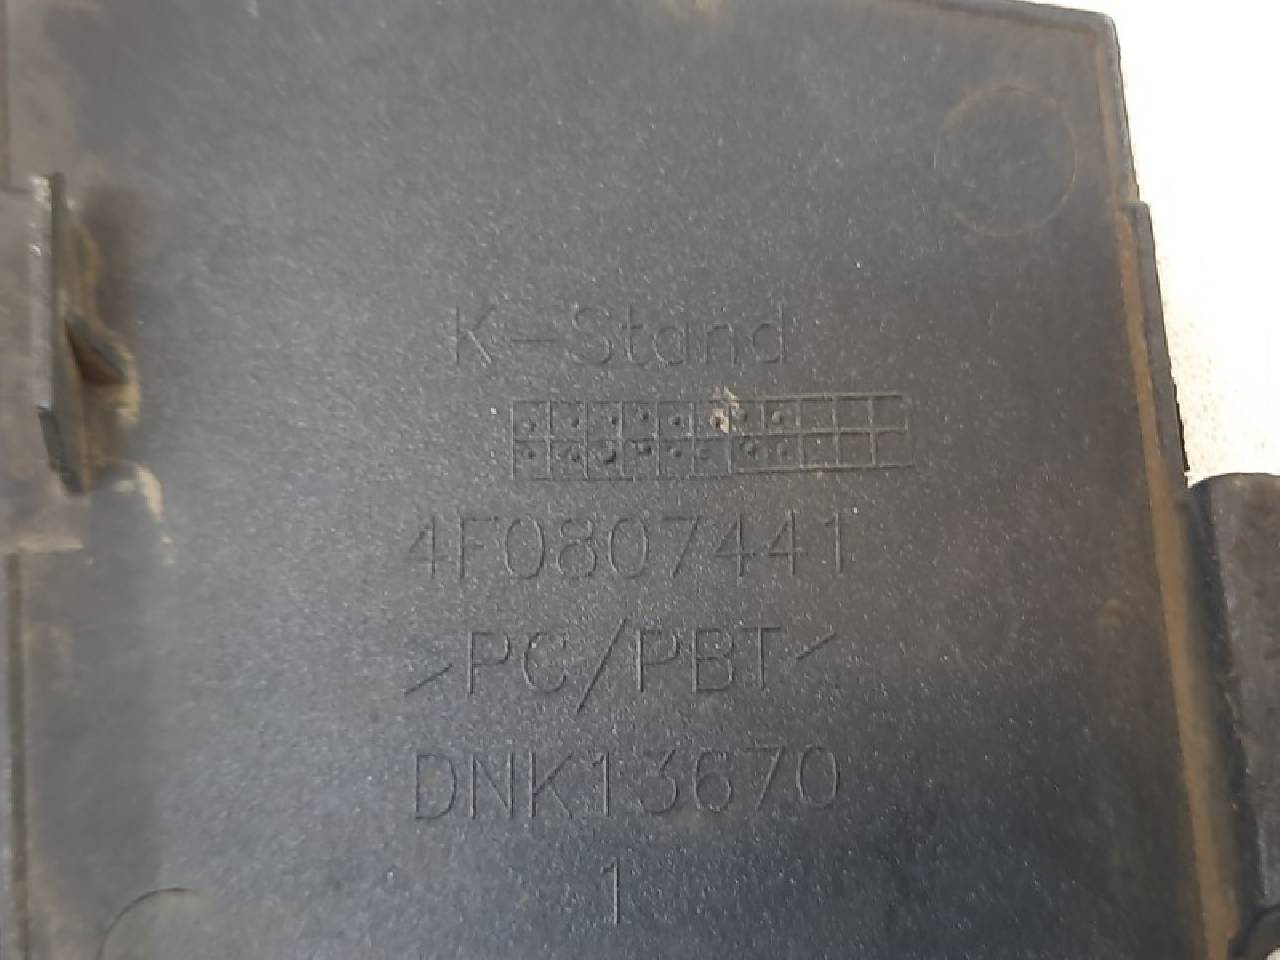 K-Stand
4F0807441
>PC/PBT<
DNK13670
1